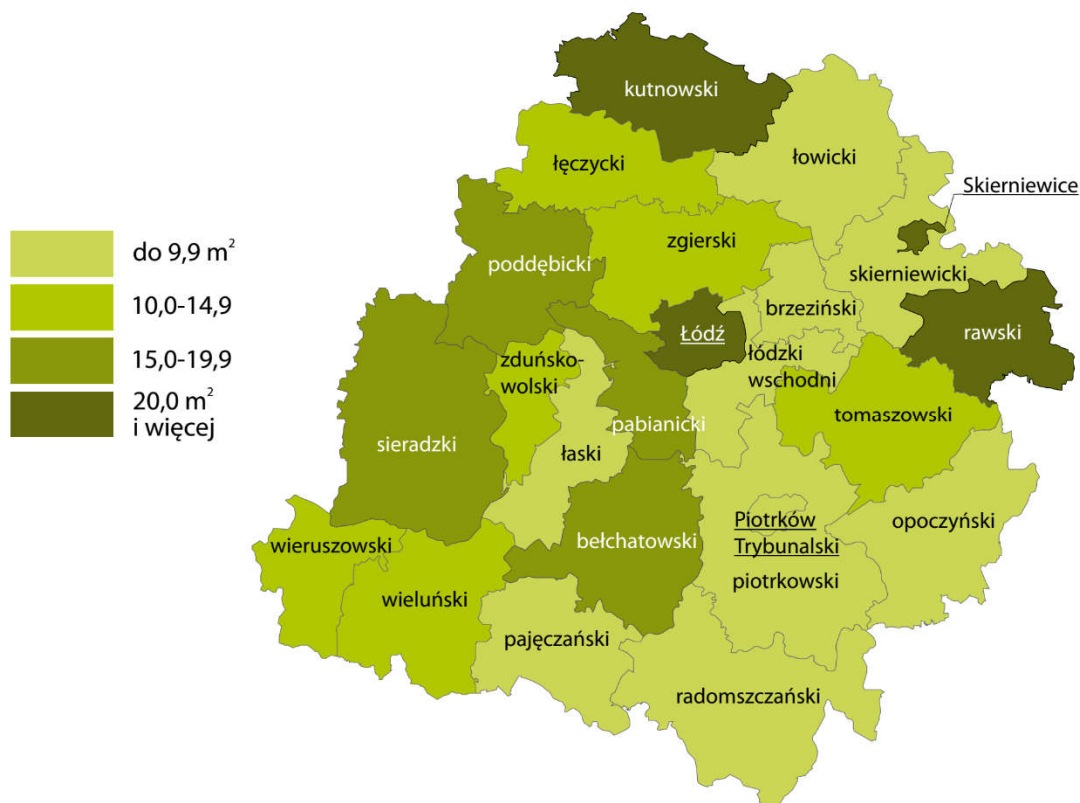 do 9,9 m²
10,0-14,9
15,0-19,9
20,0 m²
i więcej
kutnowski
łęczycki
łowicki
Skierniewice
zgierski
poddębicki
skierniewicki
brzeziński
rawski
Łódź
łódzki
wschodni
zduńsko-
wolski
tomaszowski
pabianicki
sieradzki
łaski
opoczyński
Piotrków
Trybunalski
piotrkowski
bełchatowski
wieruszowski
wieluński
pajęczański
radomszczański